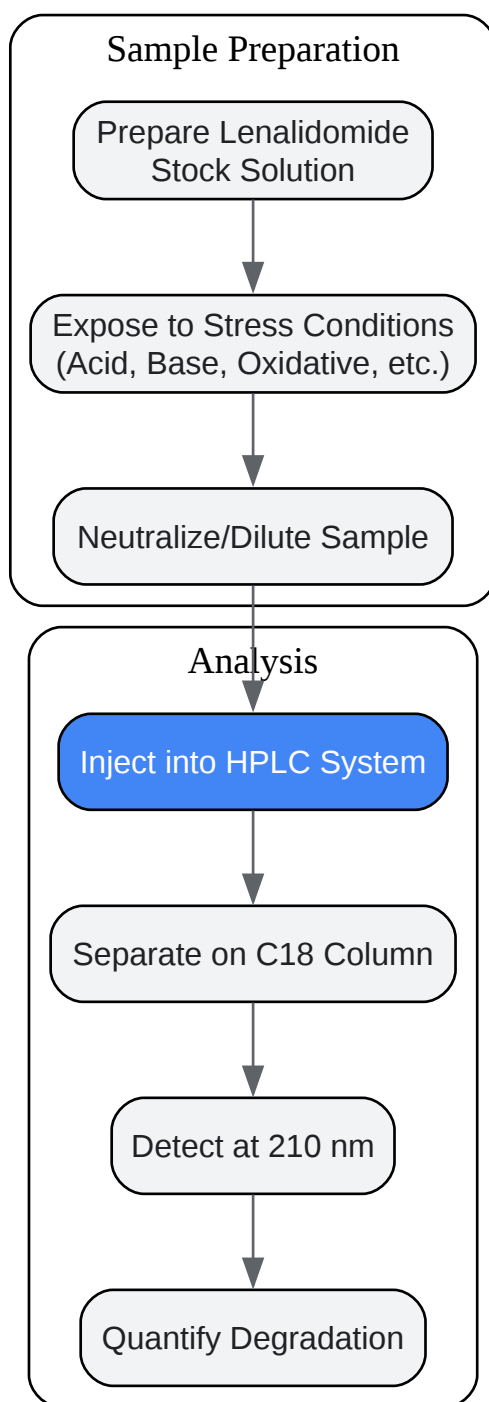 Sample Preparation
Prepare Lenalidomide
Stock Solution
Expose to Stress Conditions
(Acid, Base, Oxidative, etc.)
Neutralize/Dilute Sample
Analysis
Inject into HPLC System
Separate on C18 Column
Detect at 210 nm
Quantify Degradation